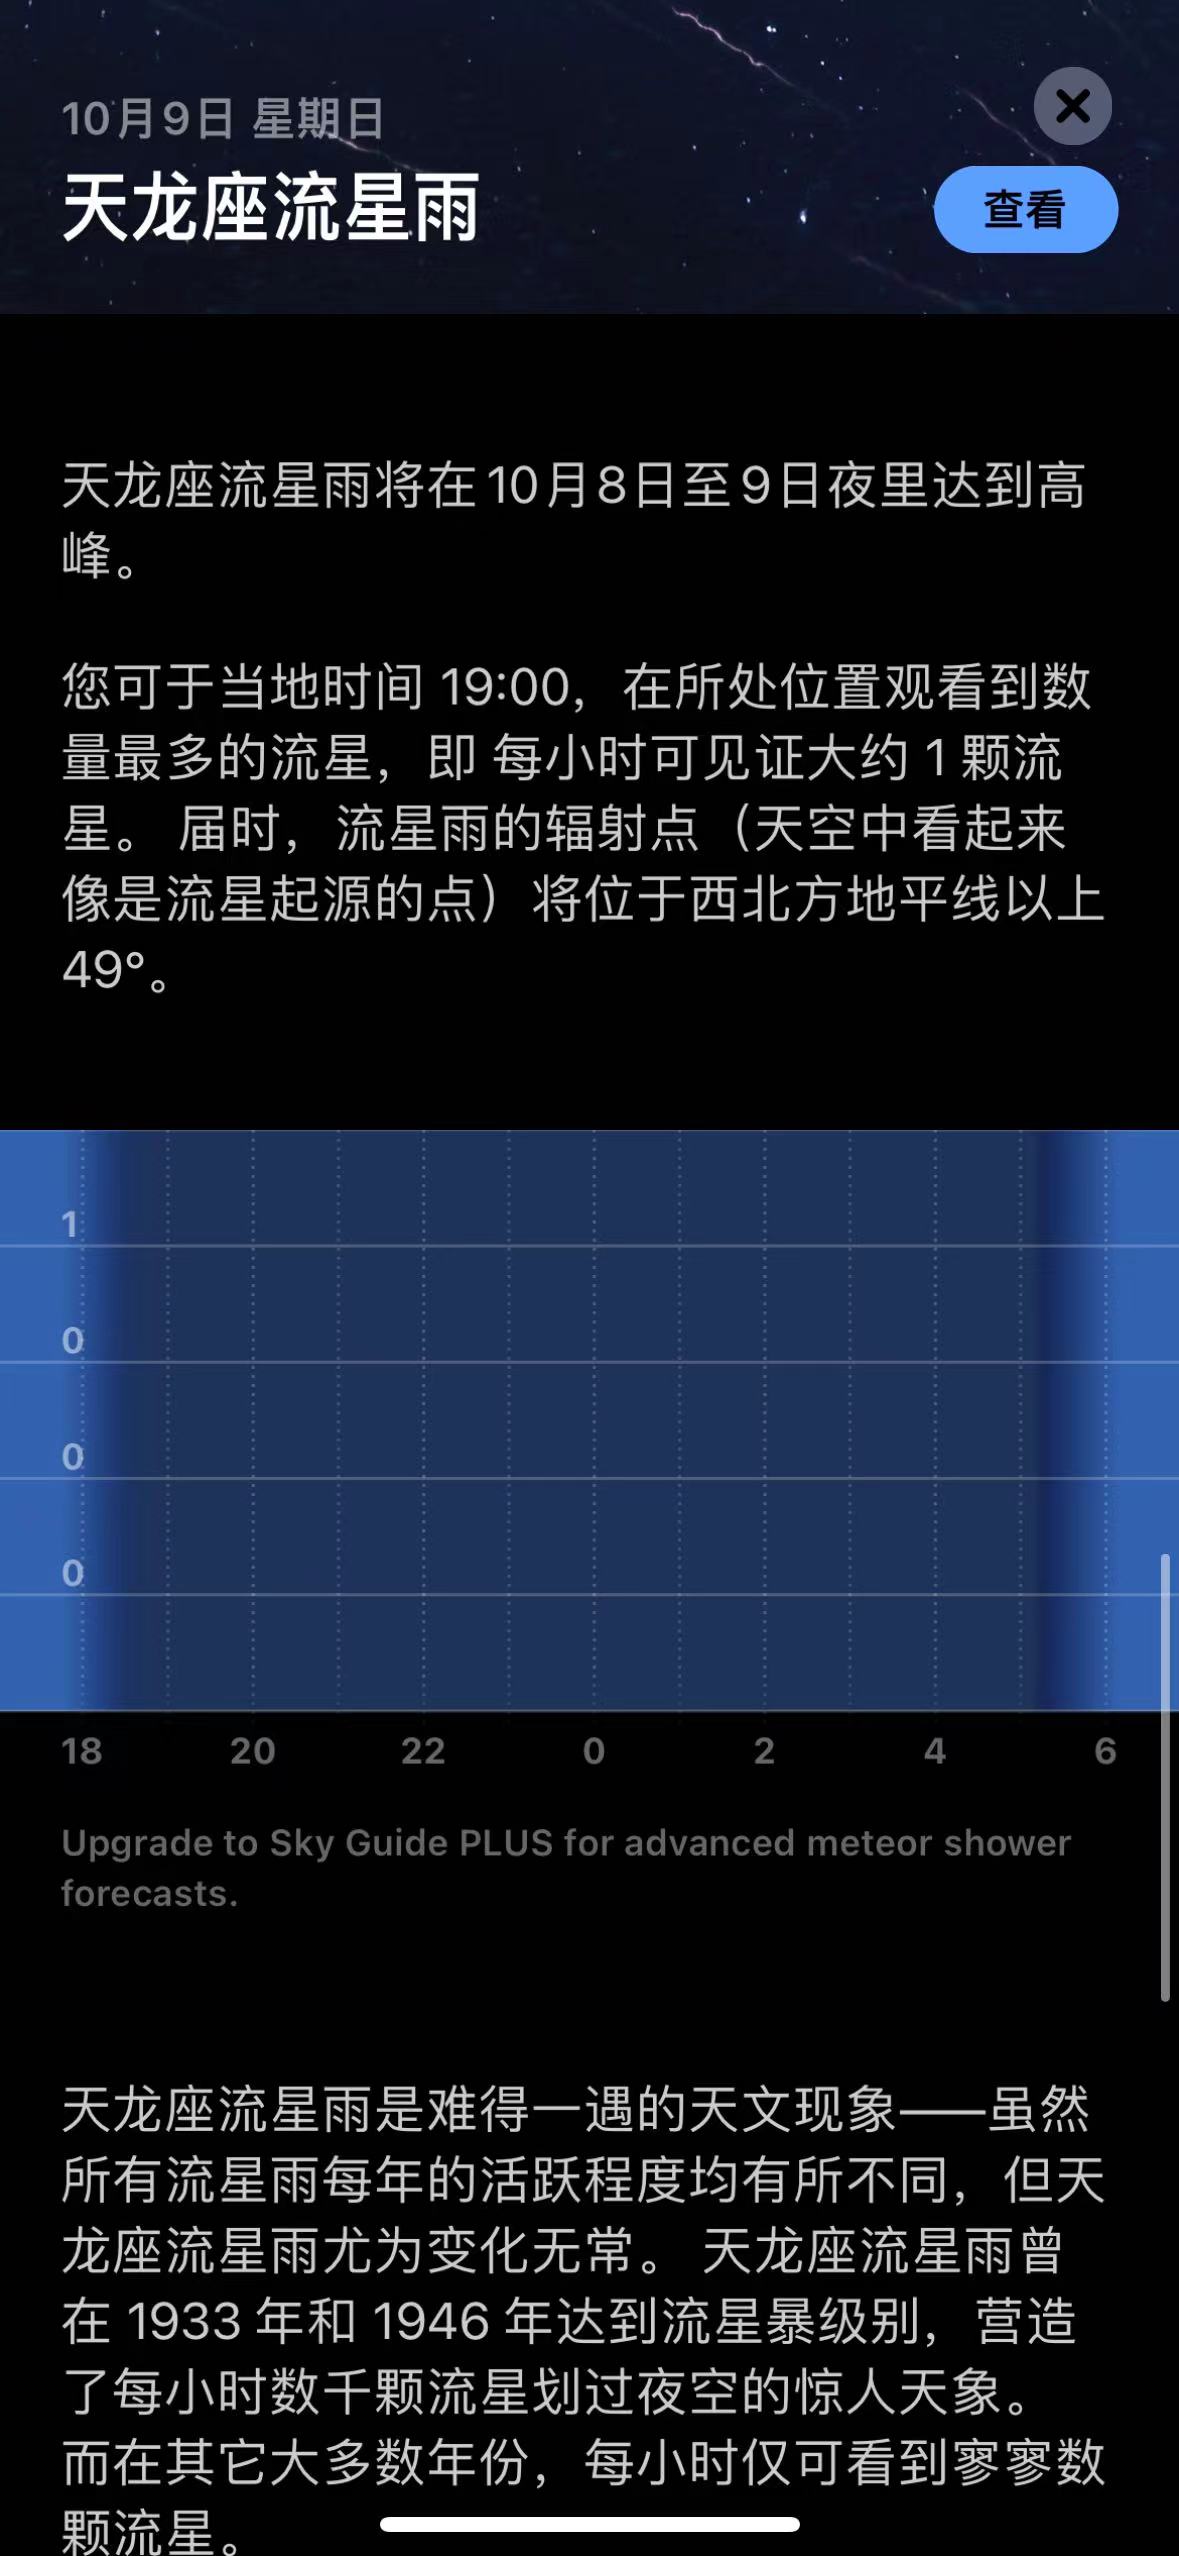 10月9日 星期日
天龙座流星雨
查看
天龙座流星雨将在10月8日至9日夜里达到高
峰。
您可于当地时间 19:00，在所处位置观看到数
量最多的流星，即 每小时可见证大约 1 颗流
星。 届时，流星雨的辐射点（天空中看起来
像是流星起源的点）将位于西北方地平线以上
49°。
1
0
0
0
18 20 22 0 2 4 6
Upgrade to Sky Guide PLUS for advanced meteor shower
forecasts.
天龙座流星雨是难得一遇的天文现象——虽然
所有流星雨每年的活跃程度均有所不同，但天
龙座流星雨尤为变化无常。 天龙座流星雨曾
在 1933 年和 1946 年达到流星暴级别，营造
了每小时数千颗流星划过夜空的惊人天象。
而在其它大多数年份，每小时仅可看到寥寥数
颗流星。